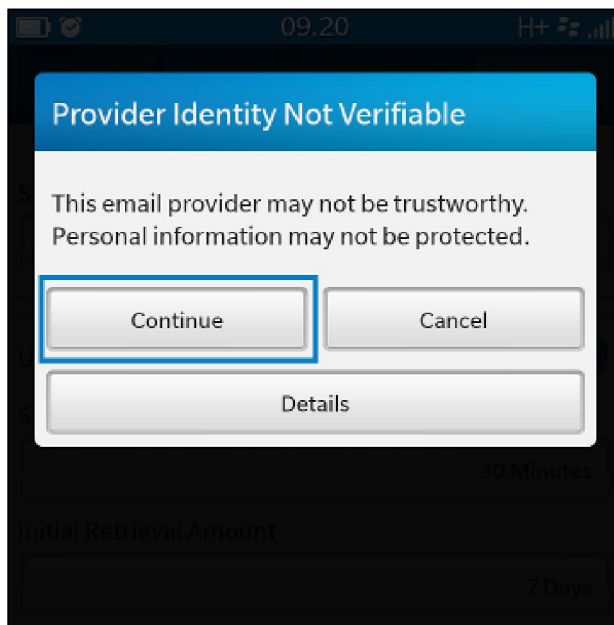 09.20 H+
Provider Identity Not Verifiable
This email provider may not be trustworthy.
Personal information may not be protected.
Continue Cancel
Details
30 Minutes
Initial Retrieval Amount
7 Days